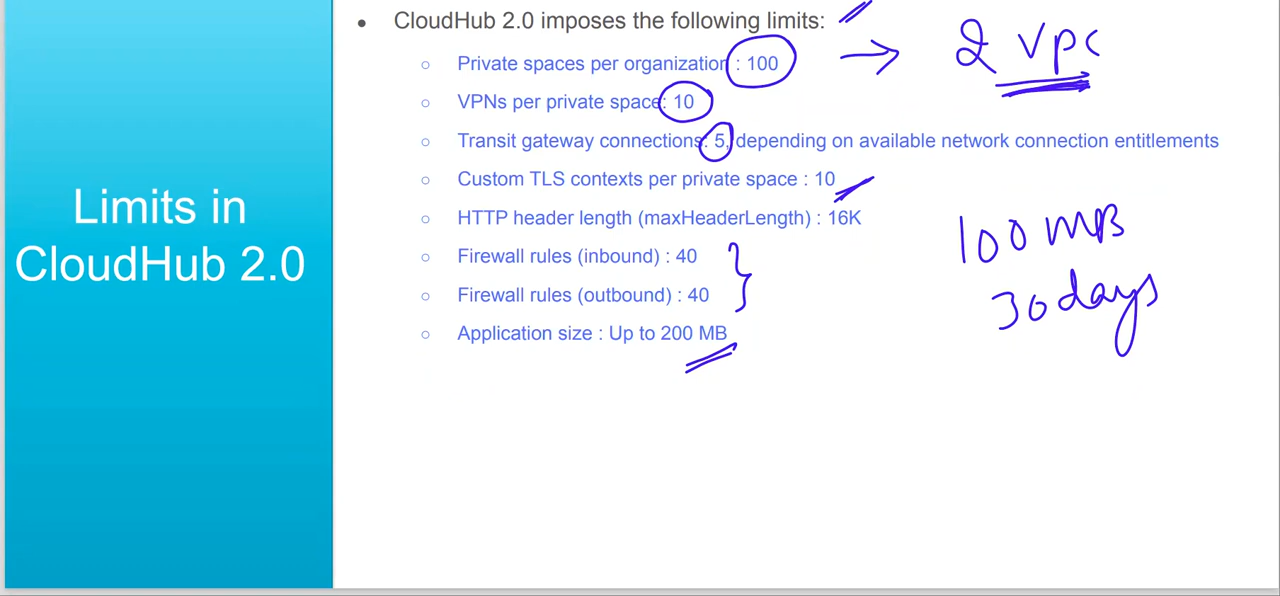 Limits in
CloudHub 2.0
CloudHub 2.0 imposes the following limits:
Private spaces per organization : 100
VPNs per private space: 10
Transit gateway connections: 5, depending on available network connection entitlements
Custom TLS contexts per private space : 10
HTTP header length (maxHeaderLength) : 16K
Firewall rules (inbound) : 40
Firewall rules (outbound) : 40
Application size : Up to 200 MB
2 VPC
100 MB
30 days